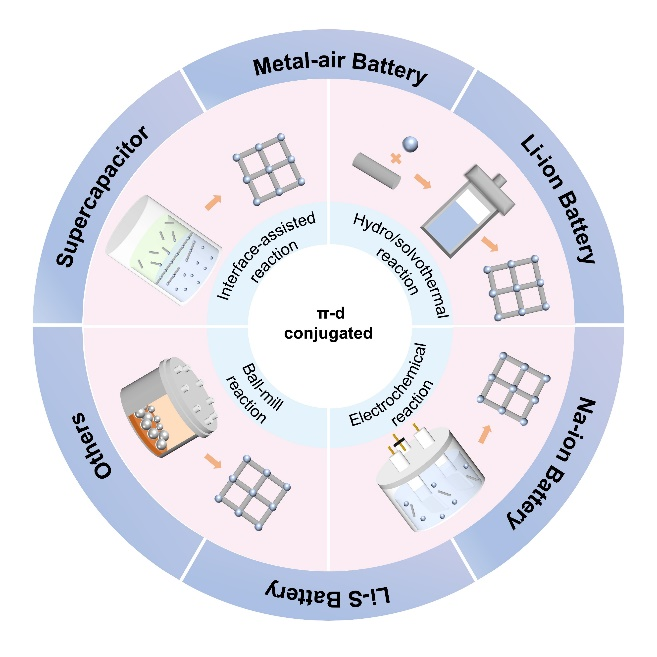 Metal-air Battery
Li-ion Battery
Na-ion Battery
Li-S Battery
Others
Supercapacitor
Interface-assisted
reaction
Hydro/solvothermal
reaction
Electrochemical
reaction
Ball-mill
reaction
π-d
conjugated